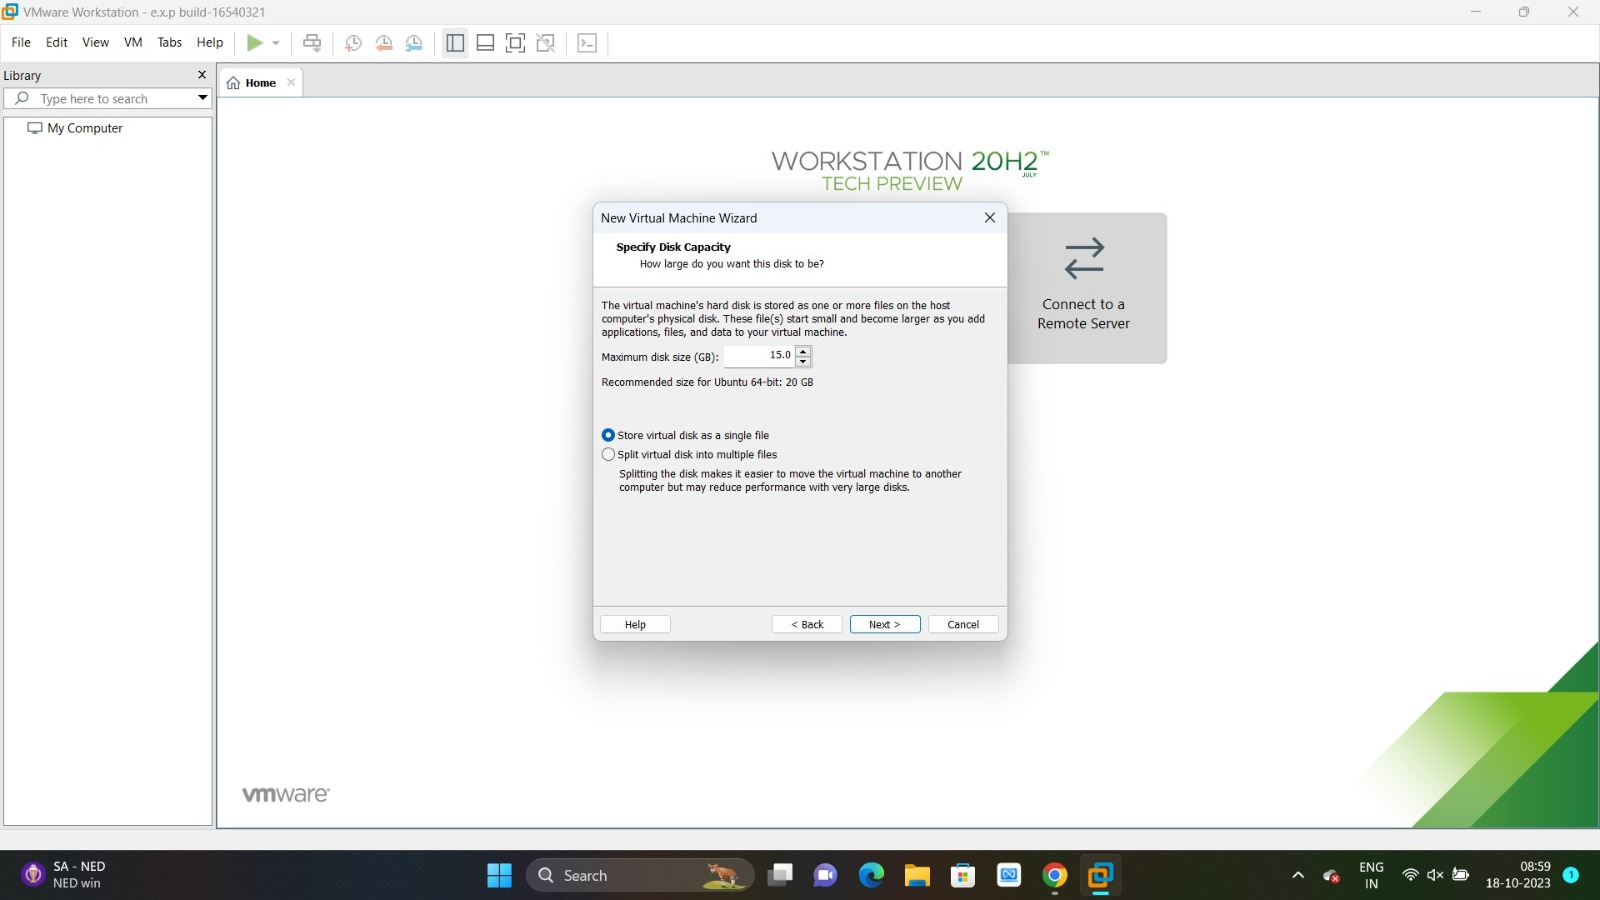 VMware Workstation - e.x.p build-16540321
File Edit View VM Tabs Help
Library
Type here to search
My Computer
Home
WORKSTATION 20H2™
JULY
TECH PREVIEW
New Virtual Machine Wizard
Specify Disk Capacity
How large do you want this disk to be?
The virtual machine's hard disk is stored as one or more files on the host
computer's physical disk. These file(s) start small and become larger as you add
applications, files, and data to your virtual machine.
Maximum disk size (GB): 15.0
Recommended size for Ubuntu 64-bit: 20 GB
Store virtual disk as a single file
Split virtual disk into multiple files
Splitting the disk makes it easier to move the virtual machine to another
computer but may reduce performance with very large disks.
Help < Back Next > Cancel
Connect to a
Remote Server
vmware®
SA - NED
NED win
Search
ENG
IN
08:59
18-10-2023
1